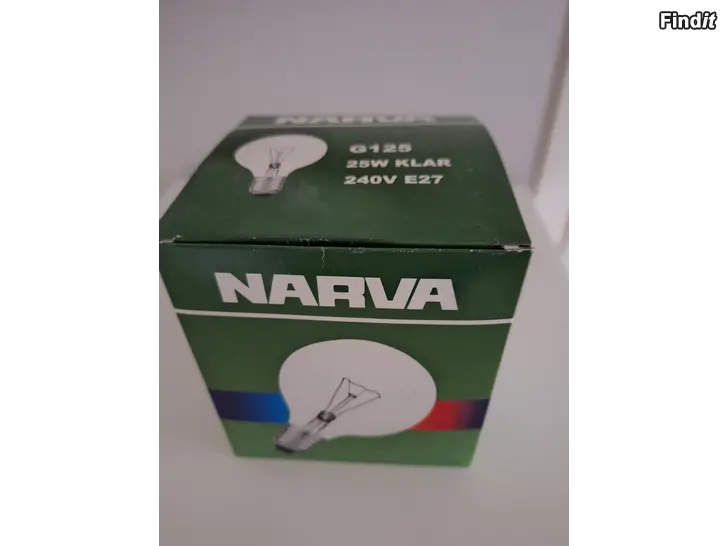 Findit
NARVA
G125
25W KLAR
240V E27
NARVA